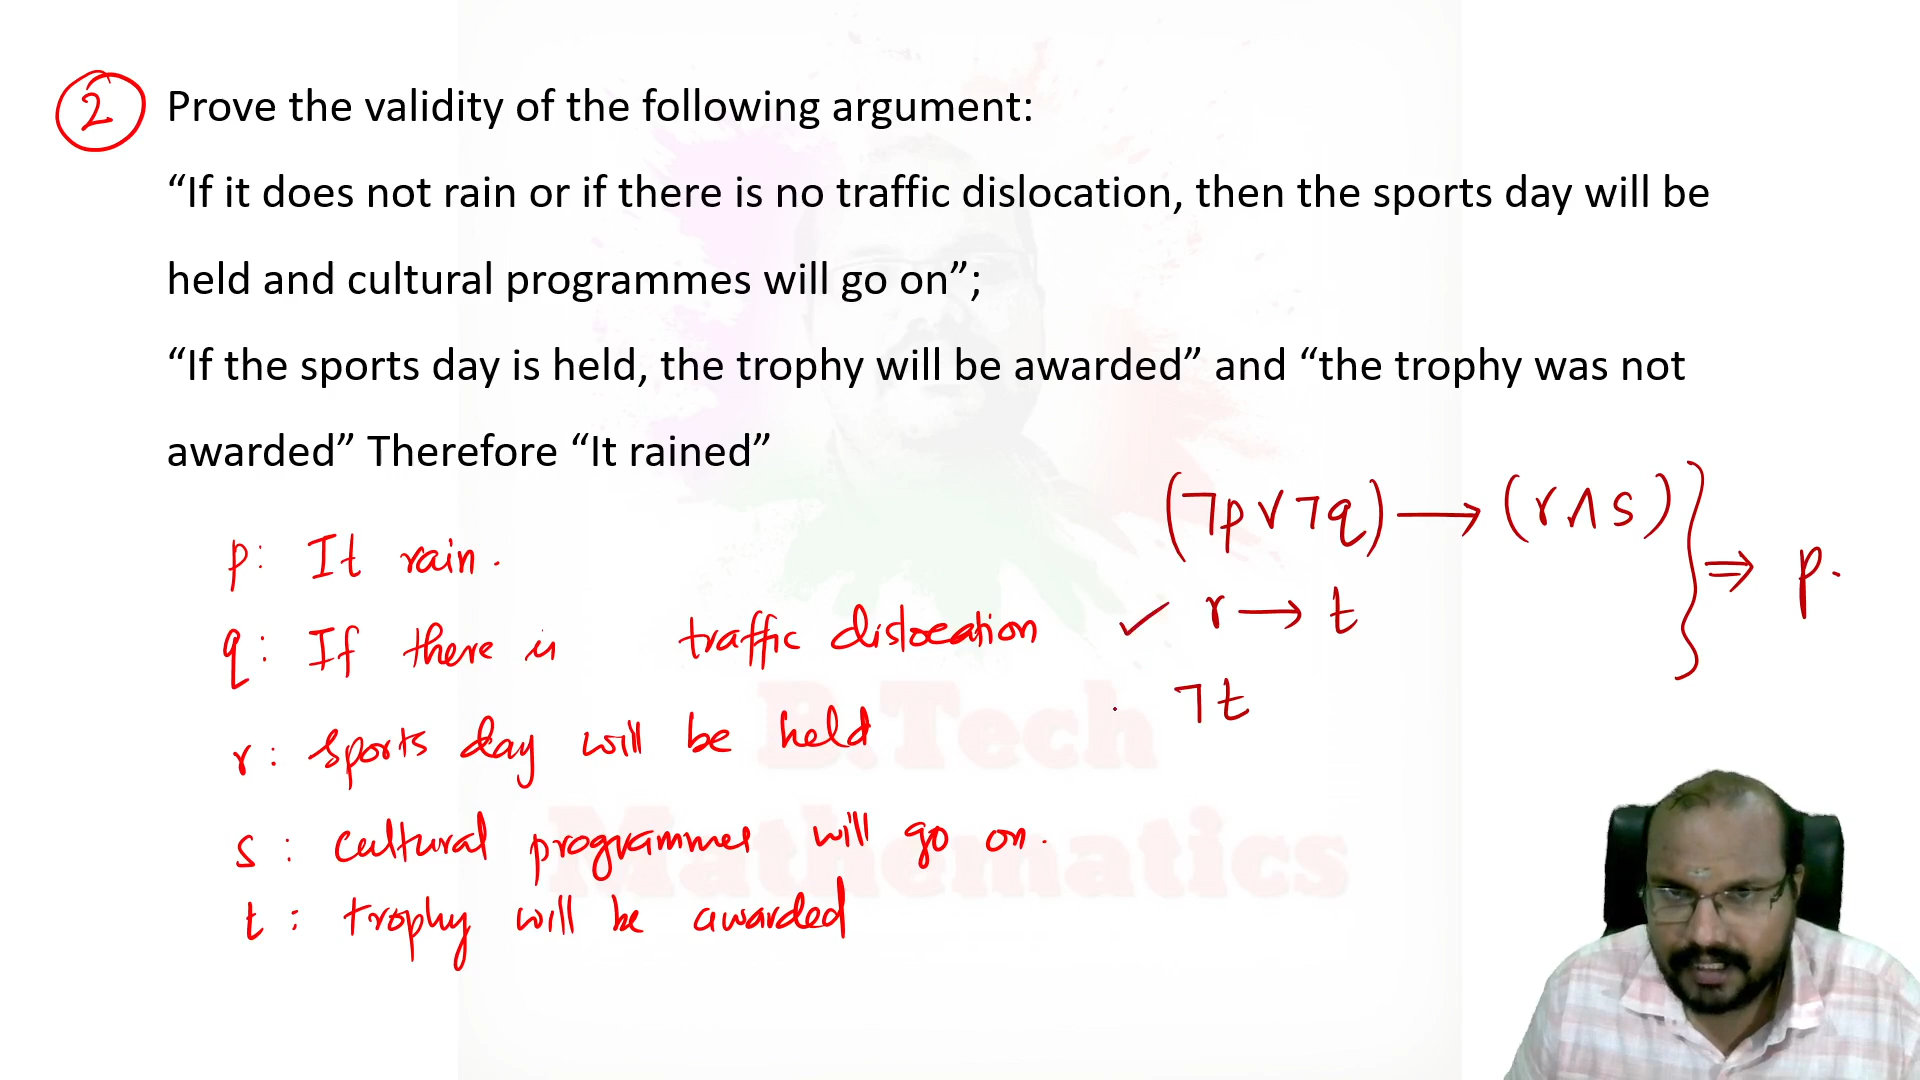 2 Prove the validity of the following argument:
“If it does not rain or if there is no traffic dislocation, then the sports day will be
held and cultural programmes will go on”;
“If the sports day is held, the trophy will be awarded” and “the trophy was not
awarded” Therefore “It rained”
(¬p∨¬q) ⟶ (r∧s) } ⇒ p.
✓ r ⟶ t
¬t
p: It rain.
q: If there is traffic dislocation
r: sports day will be held
s: cultural programmes will go on.
t: trophy will be awarded
B.Tech
Mathematics